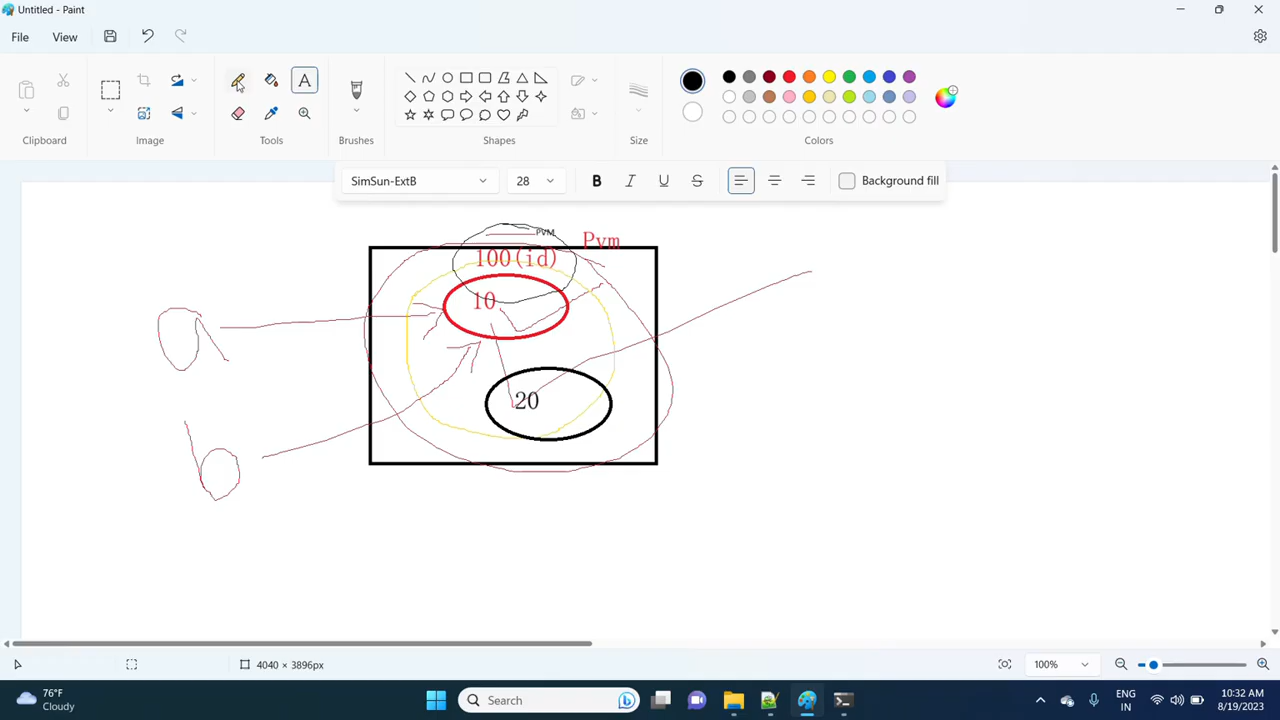 Untitled - Paint
File
View
Clipboard
Image
Tools
Brushes
Shapes
Size
Colors
SimSun-ExtB
28
B I U S
Background fill
PVM
Pvm
100(id)
10
a
20
b
4040 × 3896px
100%
76°F
Cloudy
Search
ENG
IN
10:32 AM
8/19/2023